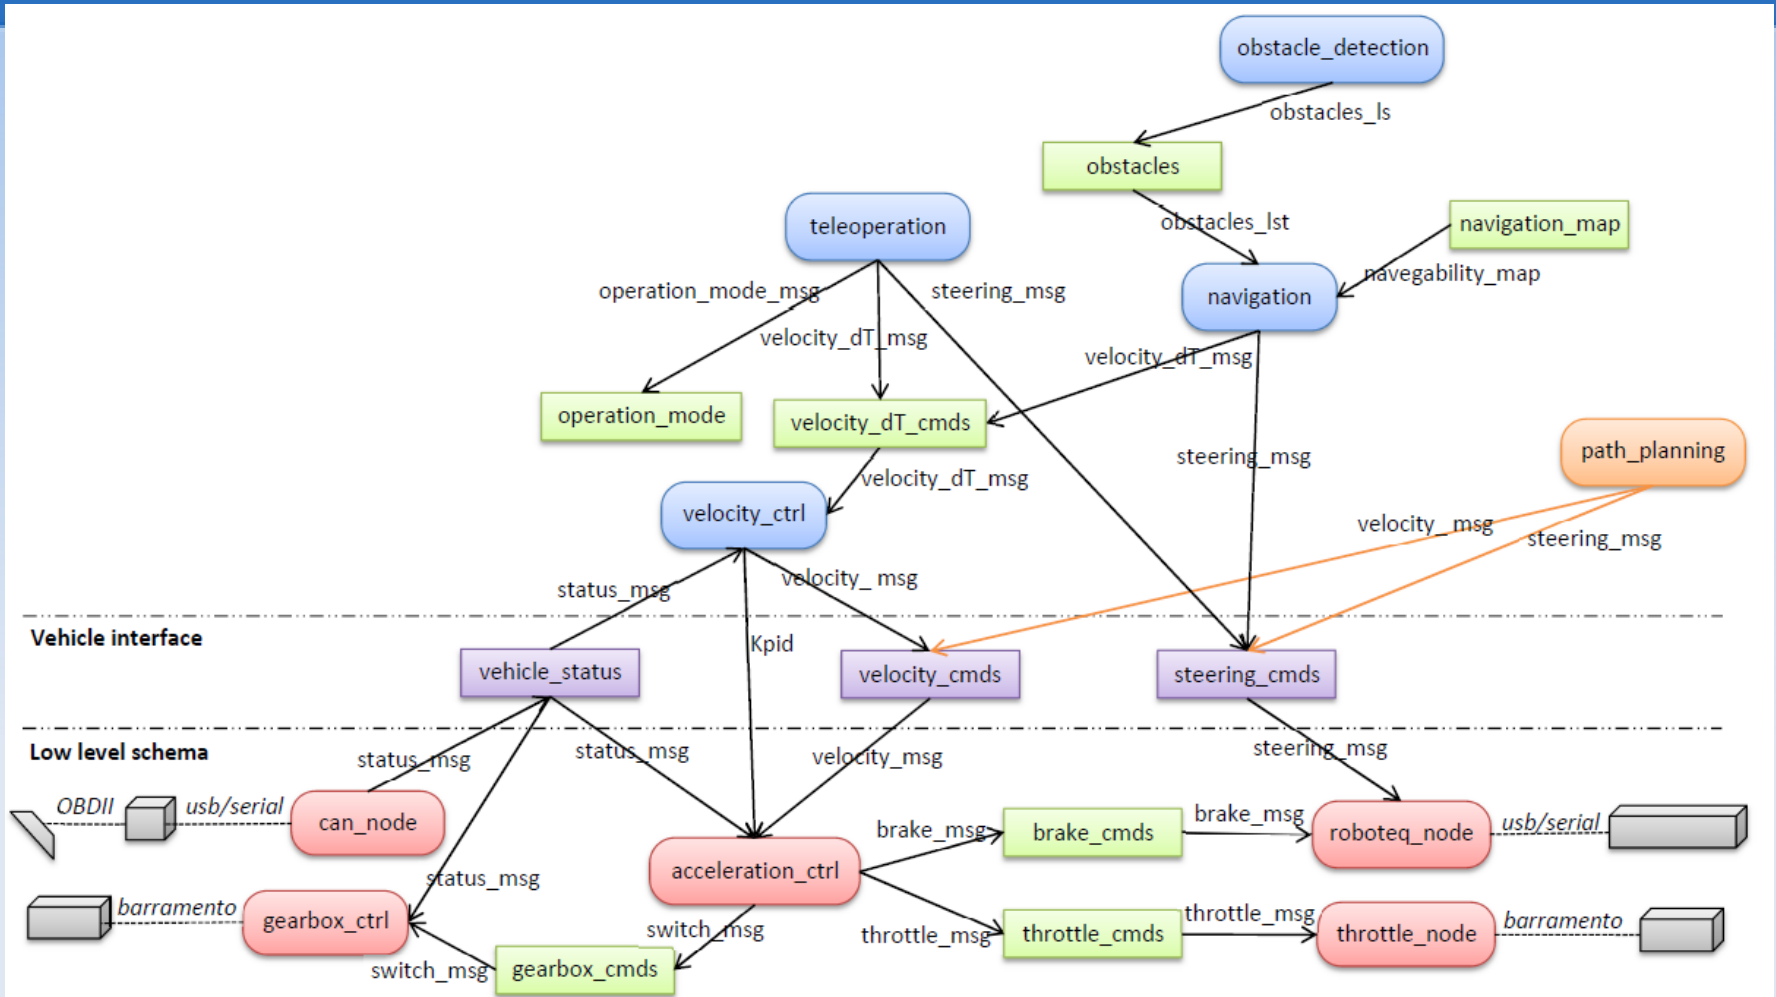 obstacle_detection
obstacles_ls
obstacles
obstacles_lst
navigation_map
teleoperation
navegability_map
operation_mode_msg
steering_msg
navigation
velocity_dT_msg
velocity_dT_msg
operation_mode
velocity_dT_cmds
steering_msg
path_planning
velocity_dT_msg
velocity_ctrl
velocity_msg
steering_msg
status_msg
velocity_ msg
Vehicle interface
Kpid
vehicle_status
velocity_cmds
steering_cmds
Low level schema
status_msg
status_msg
velocity_msg
steering_msg
OBDII
usb/serial
can_node
brake_msg
brake_cmds
brake_msg
roboteq_node
usb/serial
acceleration_ctrl
status_msg
barramento
gearbox_ctrl
switch_msg
throttle_msg
throttle_cmds
throttle_msg
throttle_node
barramento
switch_msg
gearbox_cmds